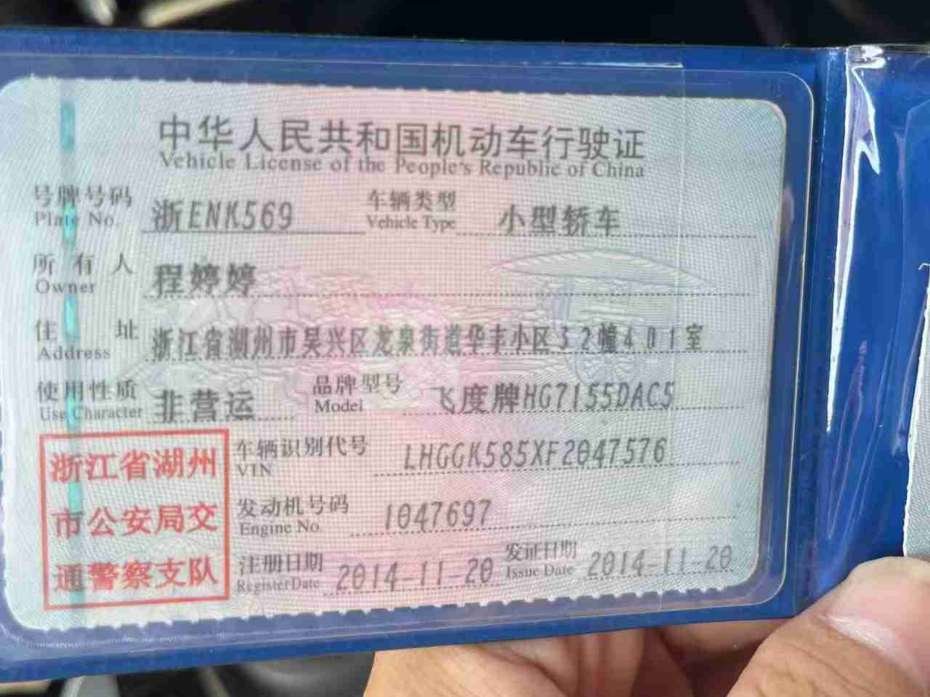 中华人民共和国机动车行驶证
Vehicle License of the People's Republic of China
号牌号码 浙ENK569 车辆类型 小型轿车
Plate No. Vehicle Type
所有人 程婷婷
Owner
住址 浙江省湖州市吴兴区龙泉街道华丰小区32幢401室
Address
使用性质 非营运 品牌型号 飞度牌HG7155DAC5
Use Character Model
浙江省湖州 车辆识别代号 LHGGK585XF2047576
VIN
市公安局交 发动机号码 1047697
Engine No.
通警察支队 注册日期 2014-11-20 发证日期 2014-11-20
Register Date Issue Date